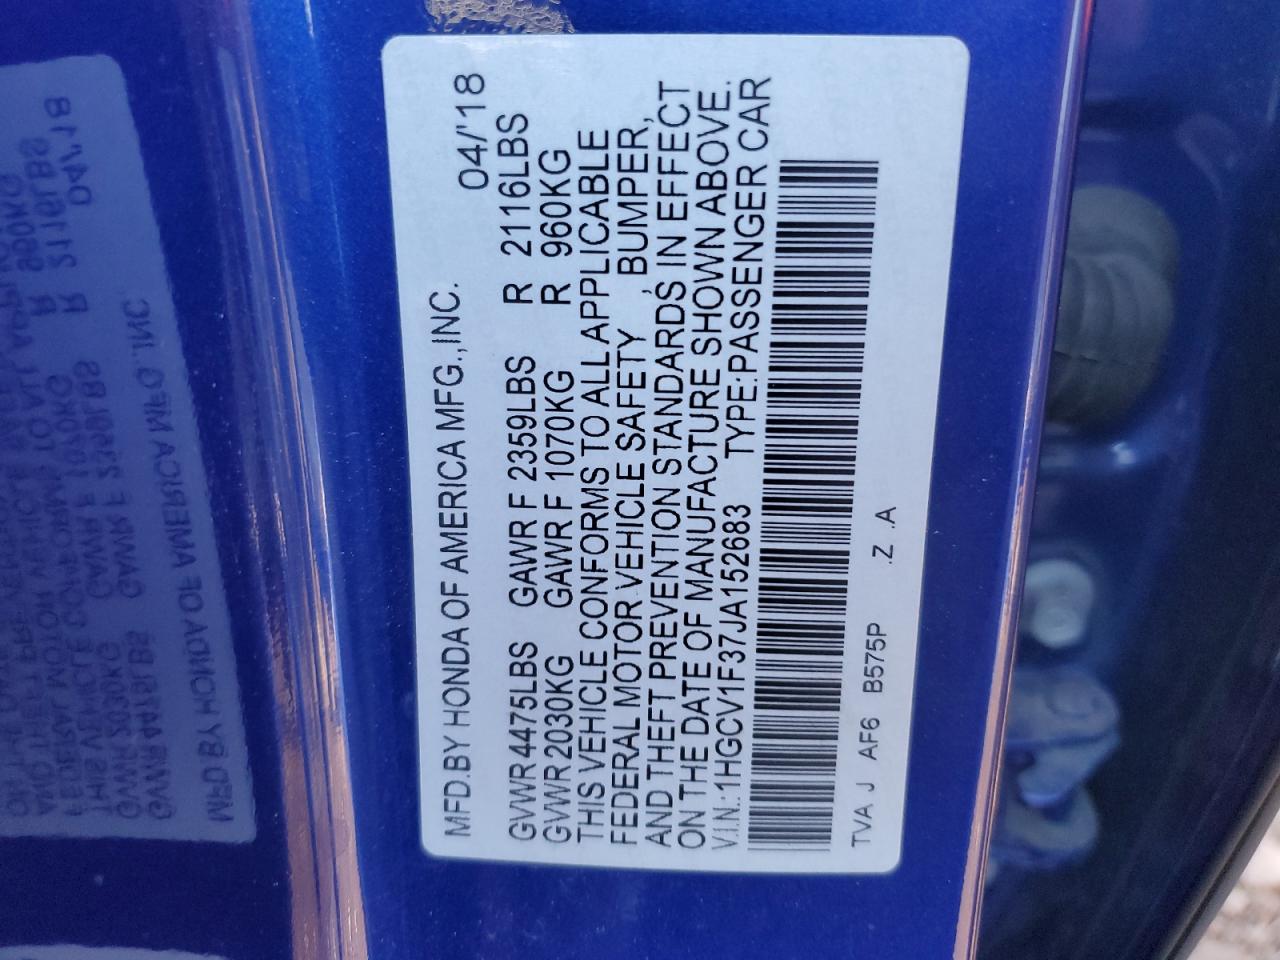 MFD.BY HONDA OF AMERICA MFG.,INC. 04/'18
GVWR 4475LBS GAWR F 2359LBS R 2116LBS
GVWR 2030KG GAWR F 1070KG R 960KG
THIS VEHICLE CONFORMS TO ALL APPLICABLE
FEDERAL MOTOR VEHICLE SAFETY , BUMPER,
AND THEFT PREVENTION STANDARDS IN EFFECT
ON THE DATE OF MANUFACTURE SHOWN ABOVE.
V.I.N.: 1HGCV1F37JA152683 TYPE:PASSENGER CAR
TVA J AF6 B575P .Z .A